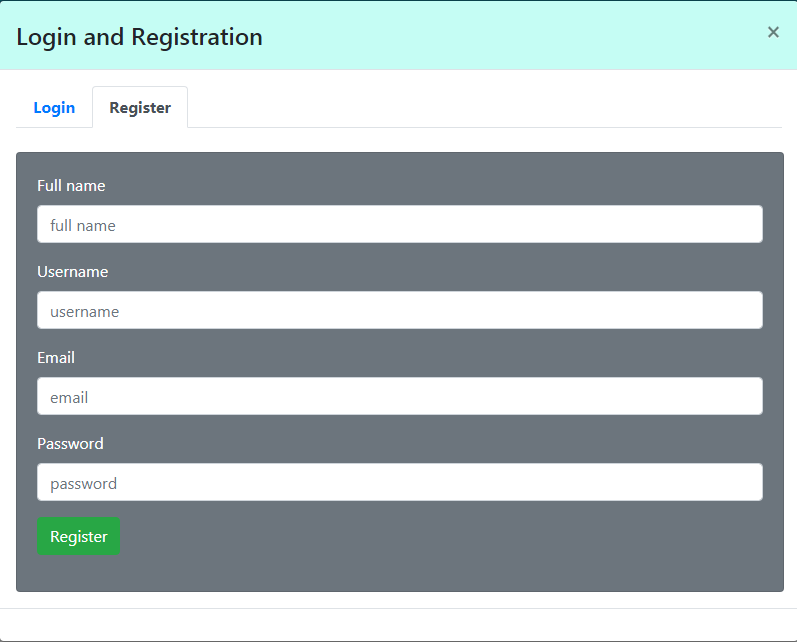 Login and Registration ×
Login Register
Full name
full name
Username
username
Email
email
Password
password
Register